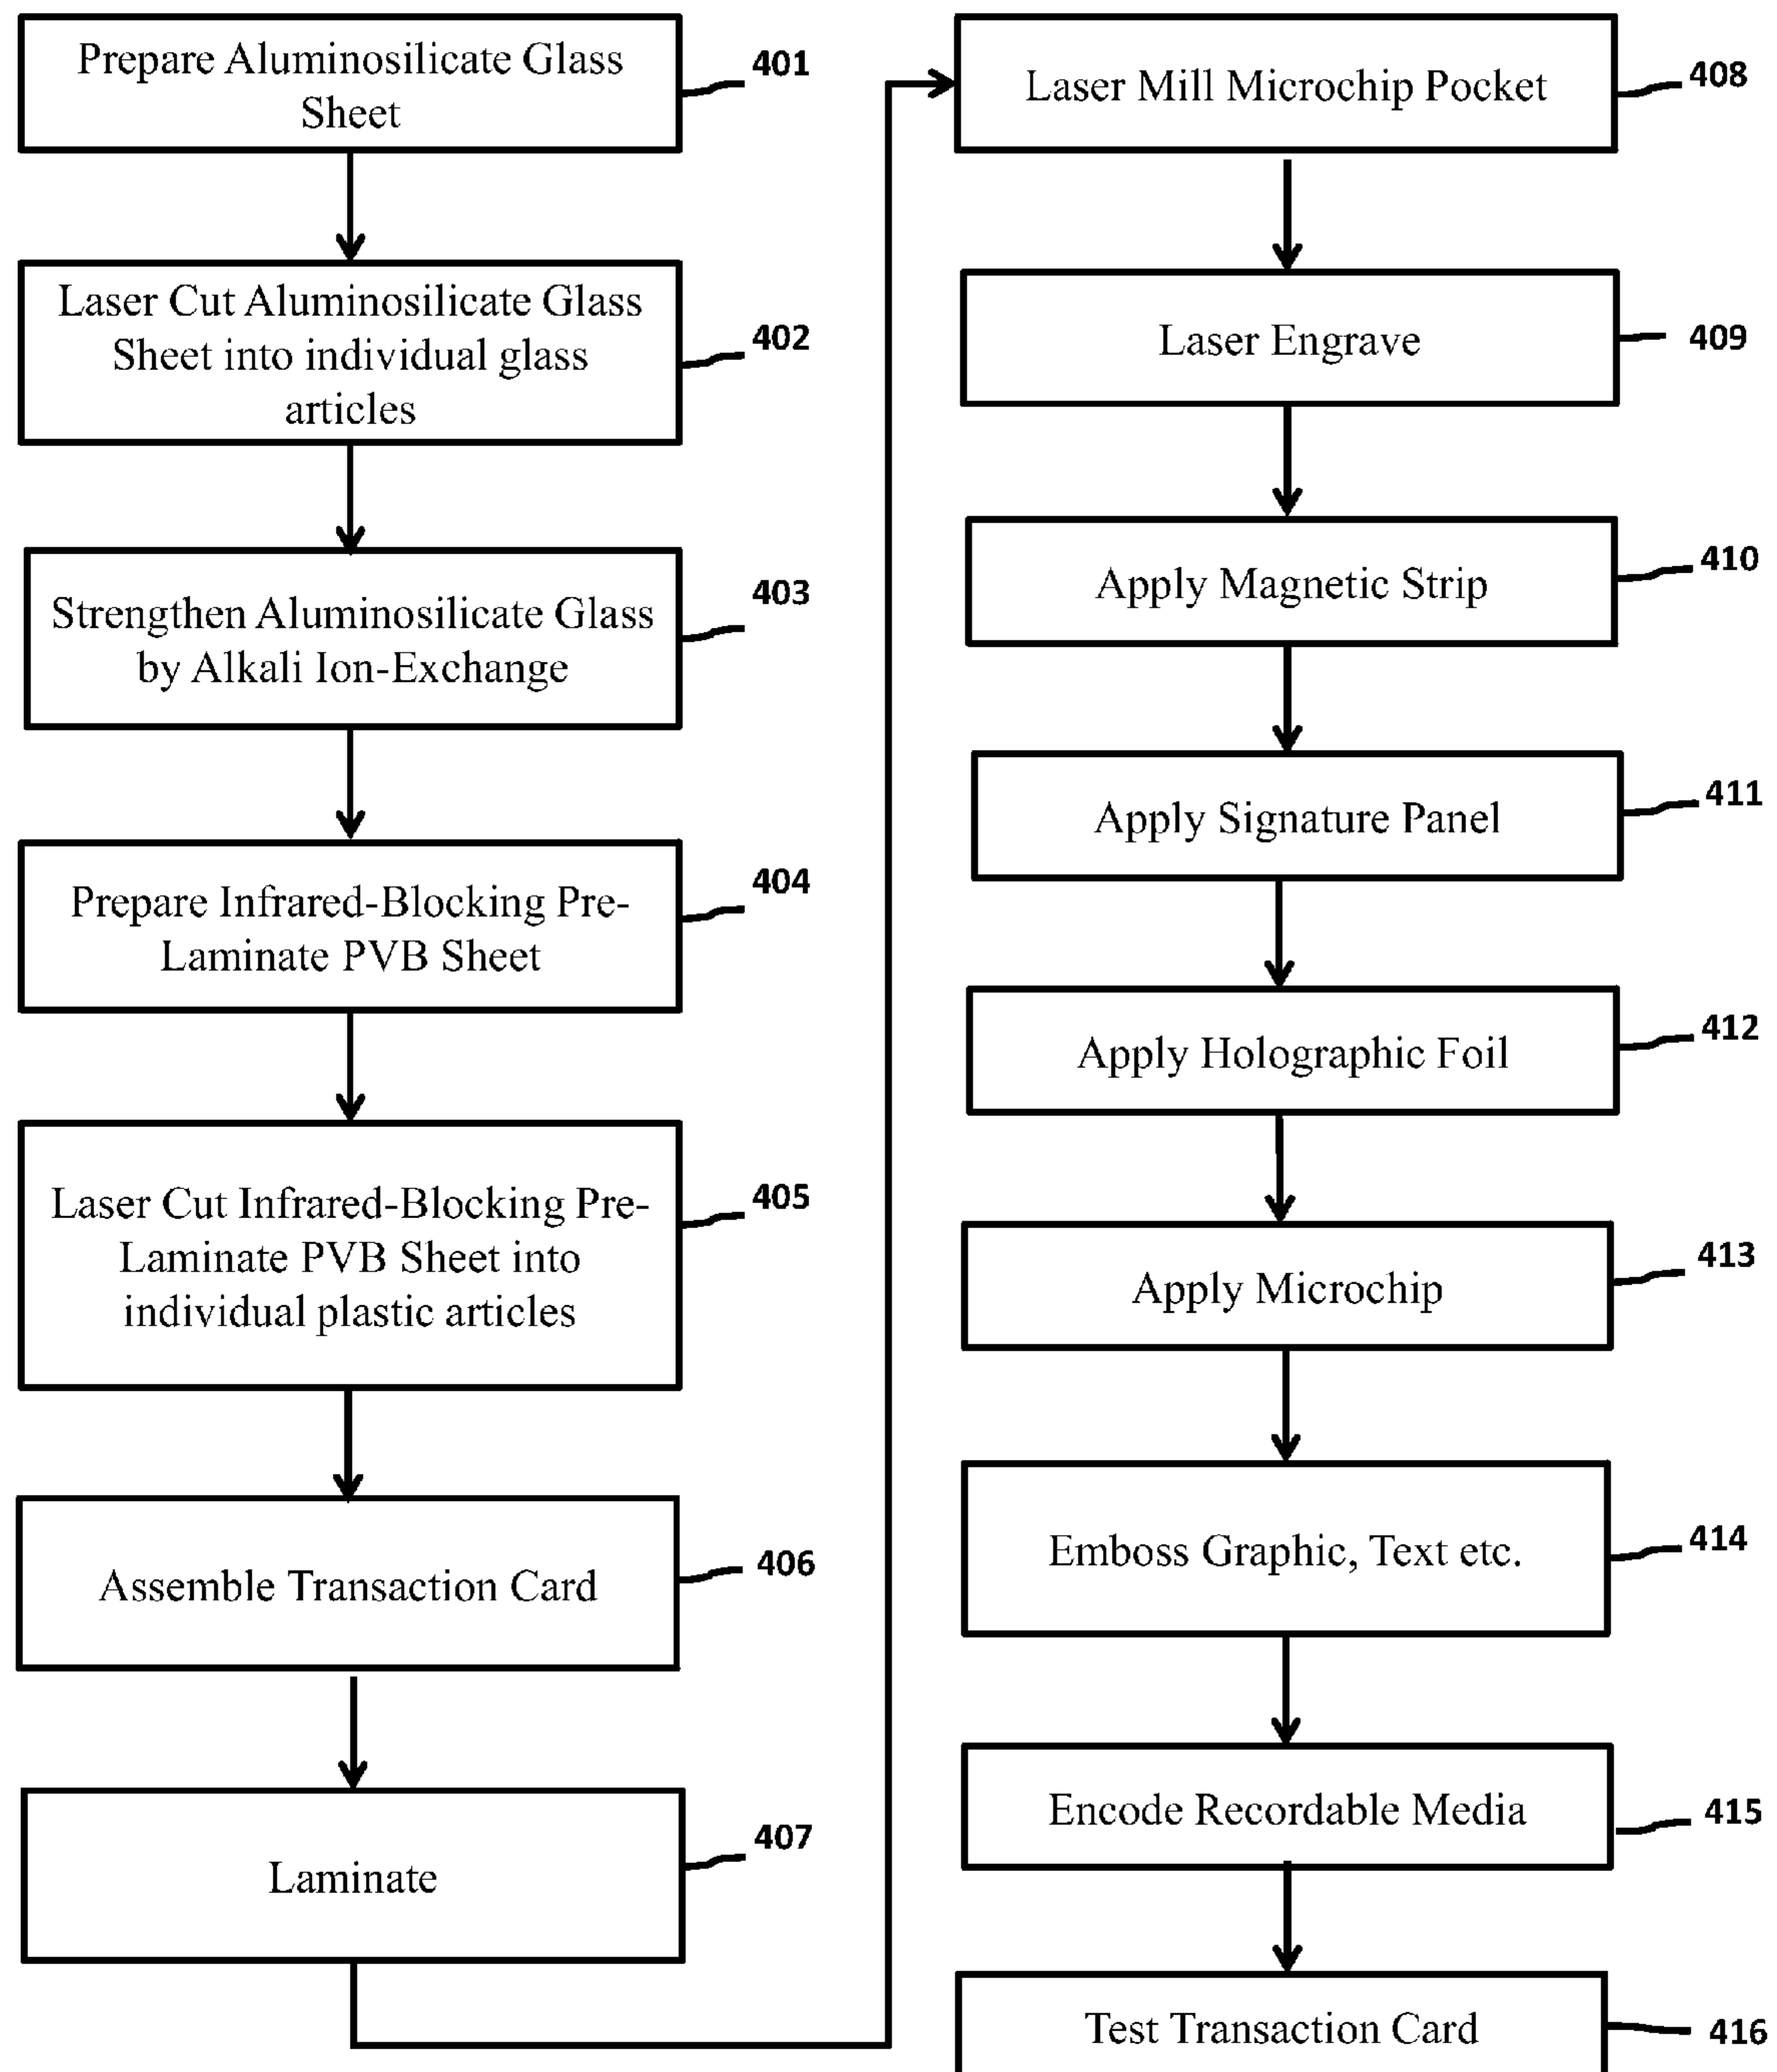 Prepare Aluminosilicate Glass
Sheet
401
Laser Cut Aluminosilicate Glass
Sheet into individual glass
articles
402
Strengthen Aluminosilicate Glass
by Alkali Ion-Exchange
403
Prepare Infrared-Blocking Pre-
Laminate PVB Sheet
404
Laser Cut Infrared-Blocking Pre-
Laminate PVB Sheet into
individual plastic articles
405
Assemble Transaction Card
406
Laminate
407
Laser Mill Microchip Pocket
408
Laser Engrave
409
Apply Magnetic Strip
410
Apply Signature Panel
411
Apply Holographic Foil
412
Apply Microchip
413
Emboss Graphic, Text etc.
414
Encode Recordable Media
415
Test Transaction Card
416